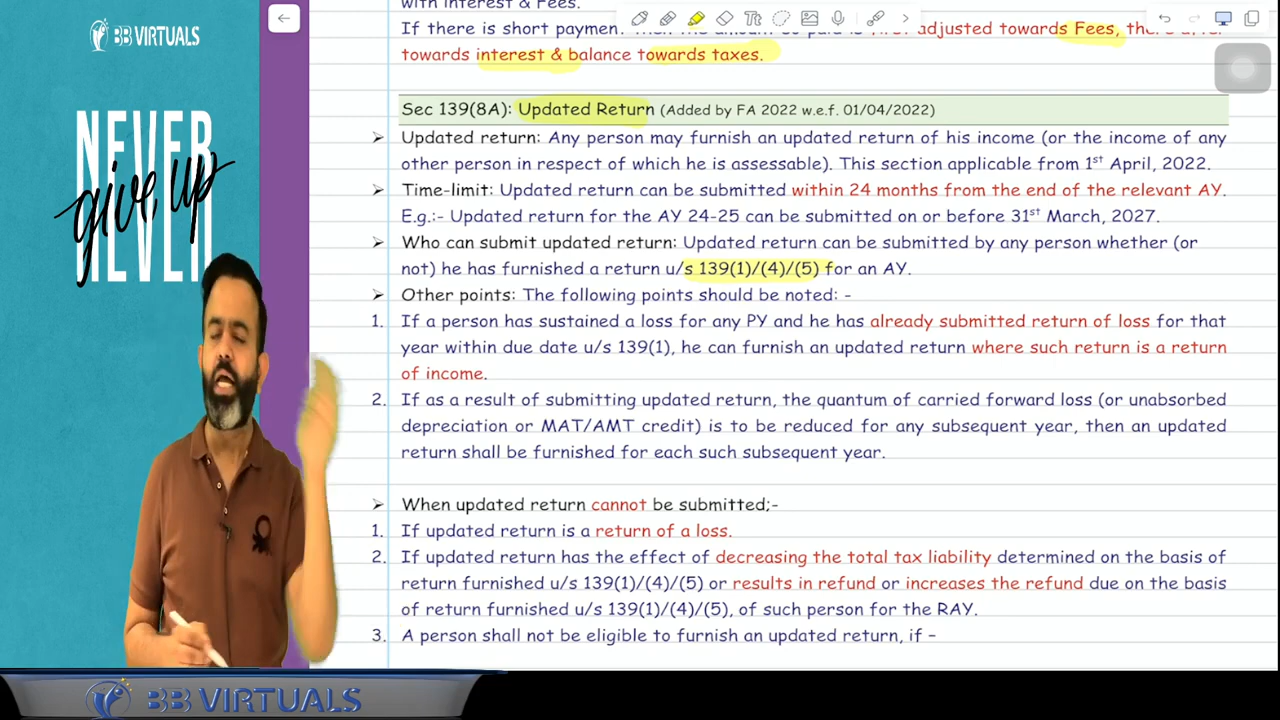 BB VIRTUALS
NEVER
give up
NEVER
with interest & Fees.
If there is short payment adjusted towards Fees,
towards interest & balance towards taxes.
Sec 139(8A): Updated Return (Added by FA 2022 w.e.f. 01/04/2022)
➤ Updated return: Any person may furnish an updated return of his income (or the income of any
other person in respect of which he is assessable). This section applicable from 1st April, 2022.
➤ Time-limit: Updated return can be submitted within 24 months from the end of the relevant AY.
E.g.:- Updated return for the AY 24-25 can be submitted on or before 31st March, 2027.
➤ Who can submit updated return: Updated return can be submitted by any person whether (or
not) he has furnished a return u/s 139(1)/(4)/(5) for an AY.
➤ Other points: The following points should be noted: -
1. If a person has sustained a loss for any PY and he has already submitted return of loss for that
year within due date u/s 139(1), he can furnish an updated return where such return is a return
of income.
2. If as a result of submitting updated return, the quantum of carried forward loss (or unabsorbed
depreciation or MAT/AMT credit) is to be reduced for any subsequent year, then an updated
return shall be furnished for each such subsequent year.
➤ When updated return cannot be submitted;-
1. If updated return is a return of a loss.
2. If updated return has the effect of decreasing the total tax liability determined on the basis of
return furnished u/s 139(1)/(4)/(5) or results in refund or increases the refund due on the basis
of return furnished u/s 139(1)/(4)/(5), of such person for the RAY.
3. A person shall not be eligible to furnish an updated return, if –
BB VIRTUALS